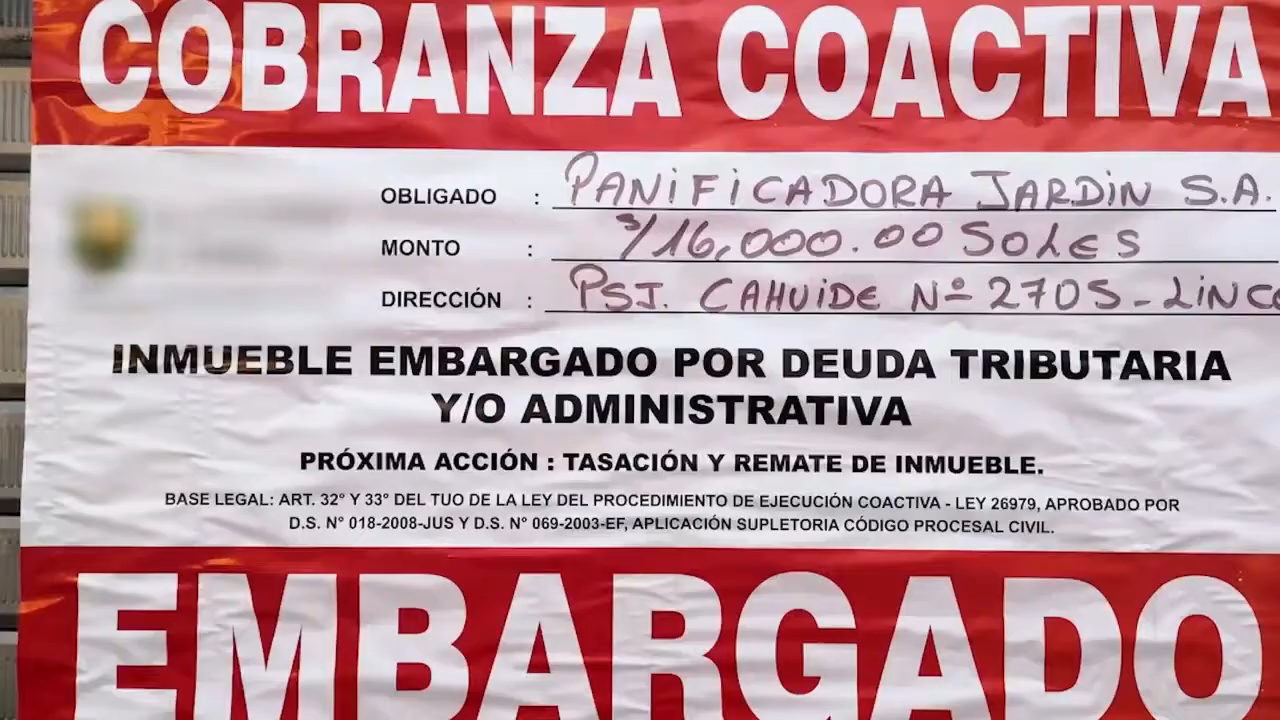 COBRANZA COACTIVA
OBLIGADO : PANIFICADORA JARDIN S.A.
MONTO : S/16,000.00 SOLES
DIRECCIÓN : PSJ. CAHUIDE Nº 2705 - LINCO
INMUEBLE EMBARGADO POR DEUDA TRIBUTARIA
Y/O ADMINISTRATIVA
PRÓXIMA ACCIÓN : TASACIÓN Y REMATE DE INMUEBLE.
BASE LEGAL: ART. 32° Y 33° DEL TUO DE LA LEY DEL PROCEDIMIENTO DE EJECUCIÓN COACTIVA - LEY 26979, APROBADO POR
D.S. N° 018-2008-JUS Y D.S. N° 069-2003-EF, APLICACIÓN SUPLETORIA CÓDIGO PROCESAL CIVIL.
EMBARGADO